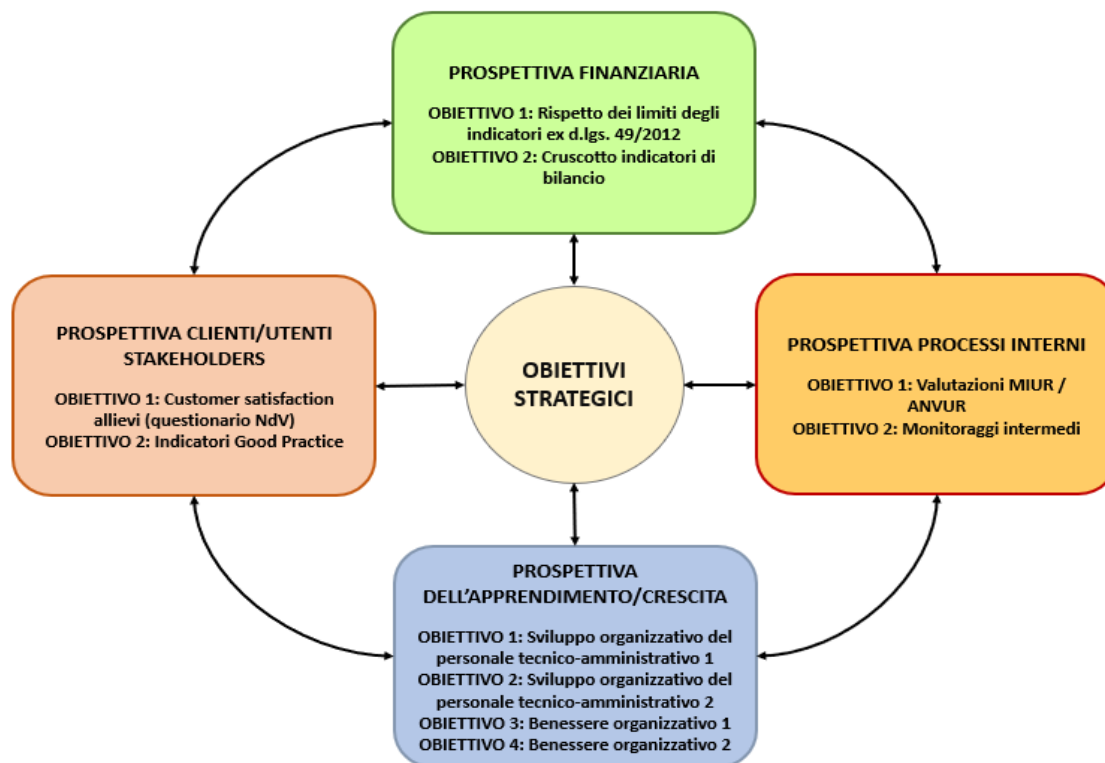 PROSPETTIVA FINANZIARIA
OBIETTIVO 1: Rispetto dei limiti degli
indicatori ex d.lgs. 49/2012
OBIETTIVO 2: Cruscotto indicatori di
bilancio
PROSPETTIVA CLIENTI/UTENTI
STAKEHOLDERS
OBIETTIVO 1: Customer satisfaction
allievi (questionario NdV)
OBIETTIVO 2: Indicatori Good Practice
OBIETTIVI
STRATEGICI
PROSPETTIVA PROCESSI INTERNI
OBIETTIVO 1: Valutazioni MIUR /
ANVUR
OBIETTIVO 2: Monitoraggi intermedi
PROSPETTIVA
DELL’APPRENDIMENTO/CRESCITA
OBIETTIVO 1: Sviluppo organizzativo del
personale tecnico-amministrativo 1
OBIETTIVO 2: Sviluppo organizzativo del
personale tecnico-amministrativo 2
OBIETTIVO 3: Benessere organizzativo 1
OBIETTIVO 4: Benessere organizzativo 2